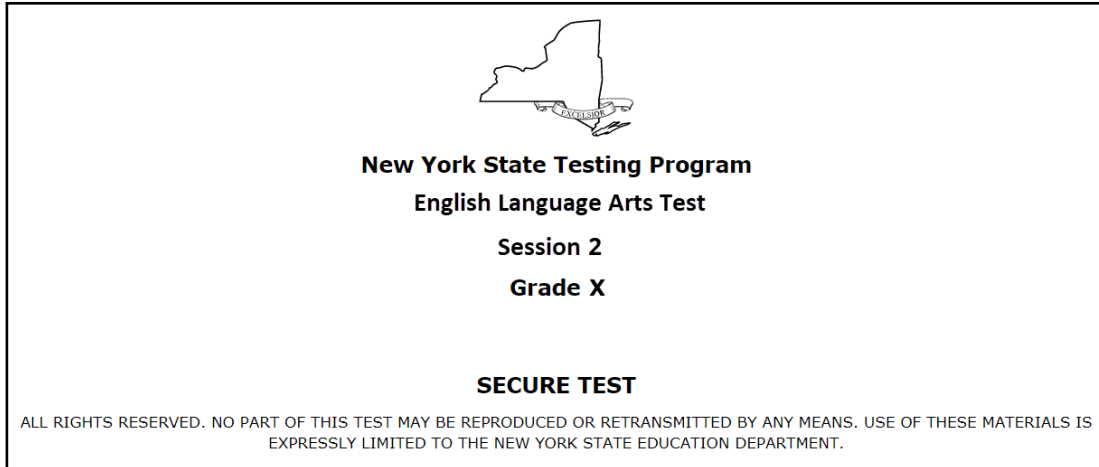 EXCELSIOR
New York State Testing Program
English Language Arts Test
Session 2
Grade X
SECURE TEST
ALL RIGHTS RESERVED. NO PART OF THIS TEST MAY BE REPRODUCED OR RETRANSMITTED BY ANY MEANS. USE OF THESE MATERIALS IS
EXPRESSLY LIMITED TO THE NEW YORK STATE EDUCATION DEPARTMENT.